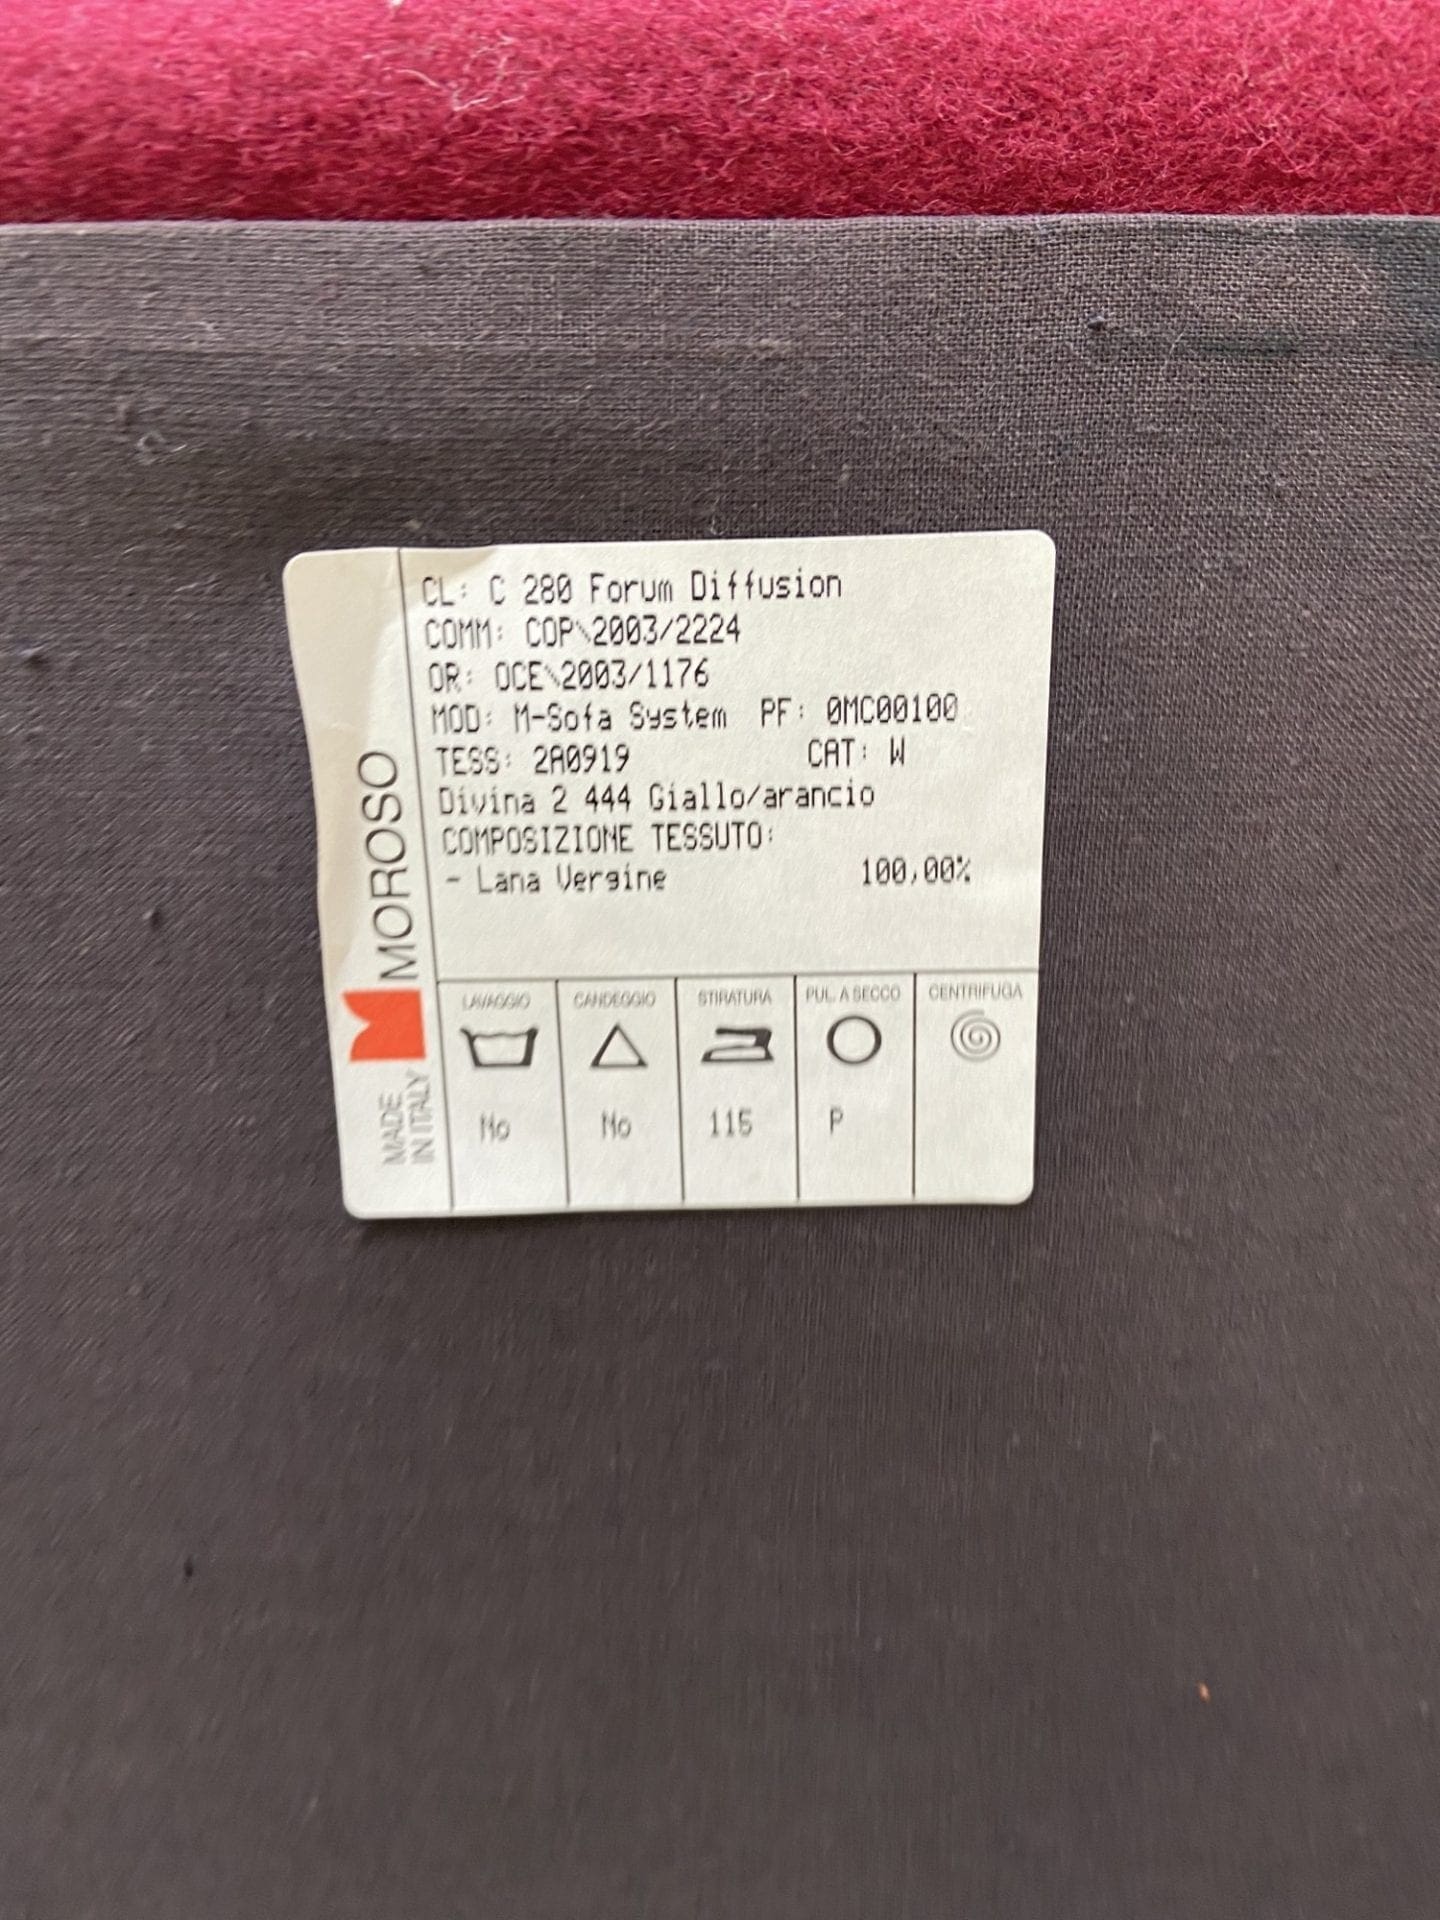 CL: C 280 Forum Diffusion
COMM: COP\2003/2224
OR: OCE\2003/1176
MOD: M-Sofa System PF: 0MC00100
TESS: 2A0919 CAT: W
Divina 2 444 Giallo/arancio
COMPOSIZIONE TESSUTO:
- Lana Vergine 100,00%
MOROSO
MADE
IN ITALY
LAVAGGIO CANDEGGIO STIRATURA PUL. A SECCO CENTRIFUGA
No No 115 P